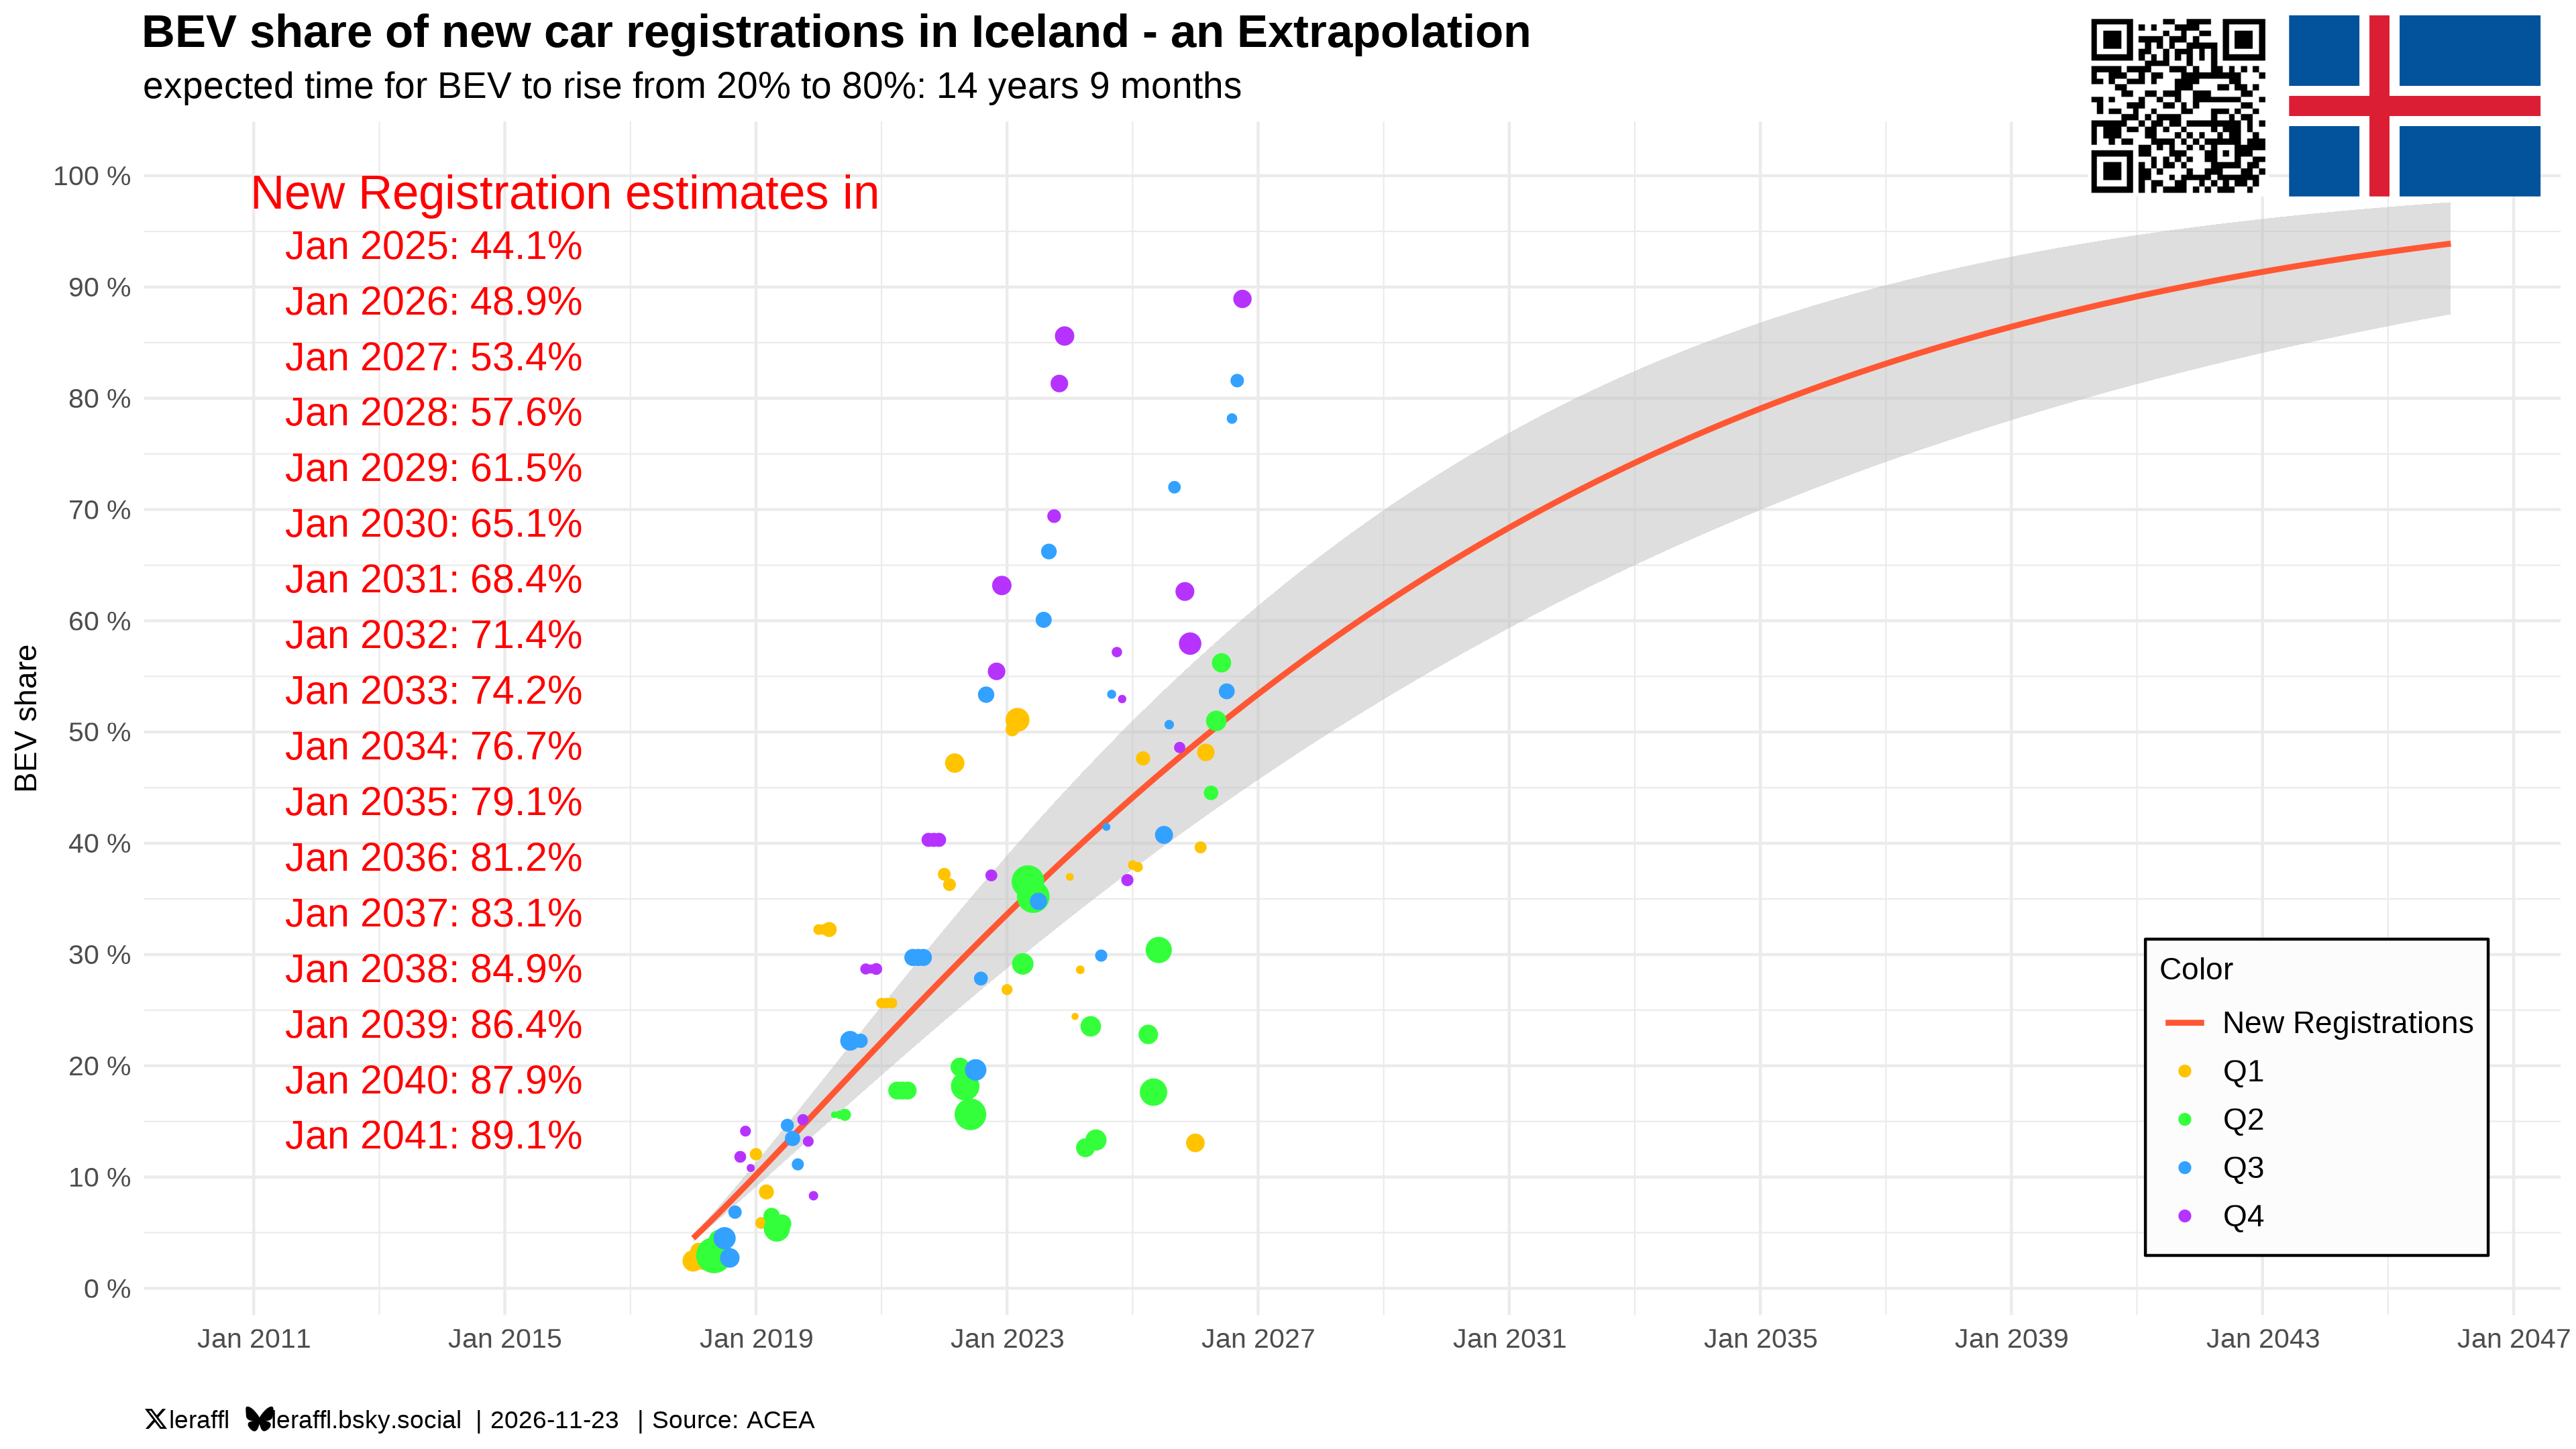 BEV share of new car registrations in Iceland - an Extrapolation
expected time for BEV to rise from 20% to 80%: 14 years 9 months
New Registration estimates in
Jan 2025: 44.1%
Jan 2026: 48.9%
Jan 2027: 53.4%
Jan 2028: 57.6%
Jan 2029: 61.5%
Jan 2030: 65.1%
Jan 2031: 68.4%
Jan 2032: 71.4%
Jan 2033: 74.2%
Jan 2034: 76.7%
Jan 2035: 79.1%
Jan 2036: 81.2%
Jan 2037: 83.1%
Jan 2038: 84.9%
Jan 2039: 86.4%
Jan 2040: 87.9%
Jan 2041: 89.1%
BEV share
100 %
90 %
80 %
70 %
60 %
50 %
40 %
30 %
20 %
10 %
0 %
Jan 2011 Jan 2015 Jan 2019 Jan 2023 Jan 2027 Jan 2031 Jan 2035 Jan 2039 Jan 2043 Jan 2047
Color
New Registrations
Q1
Q2
Q3
Q4
leraffl leraffl.bsky.social | 2026-11-23 | Source: ACEA